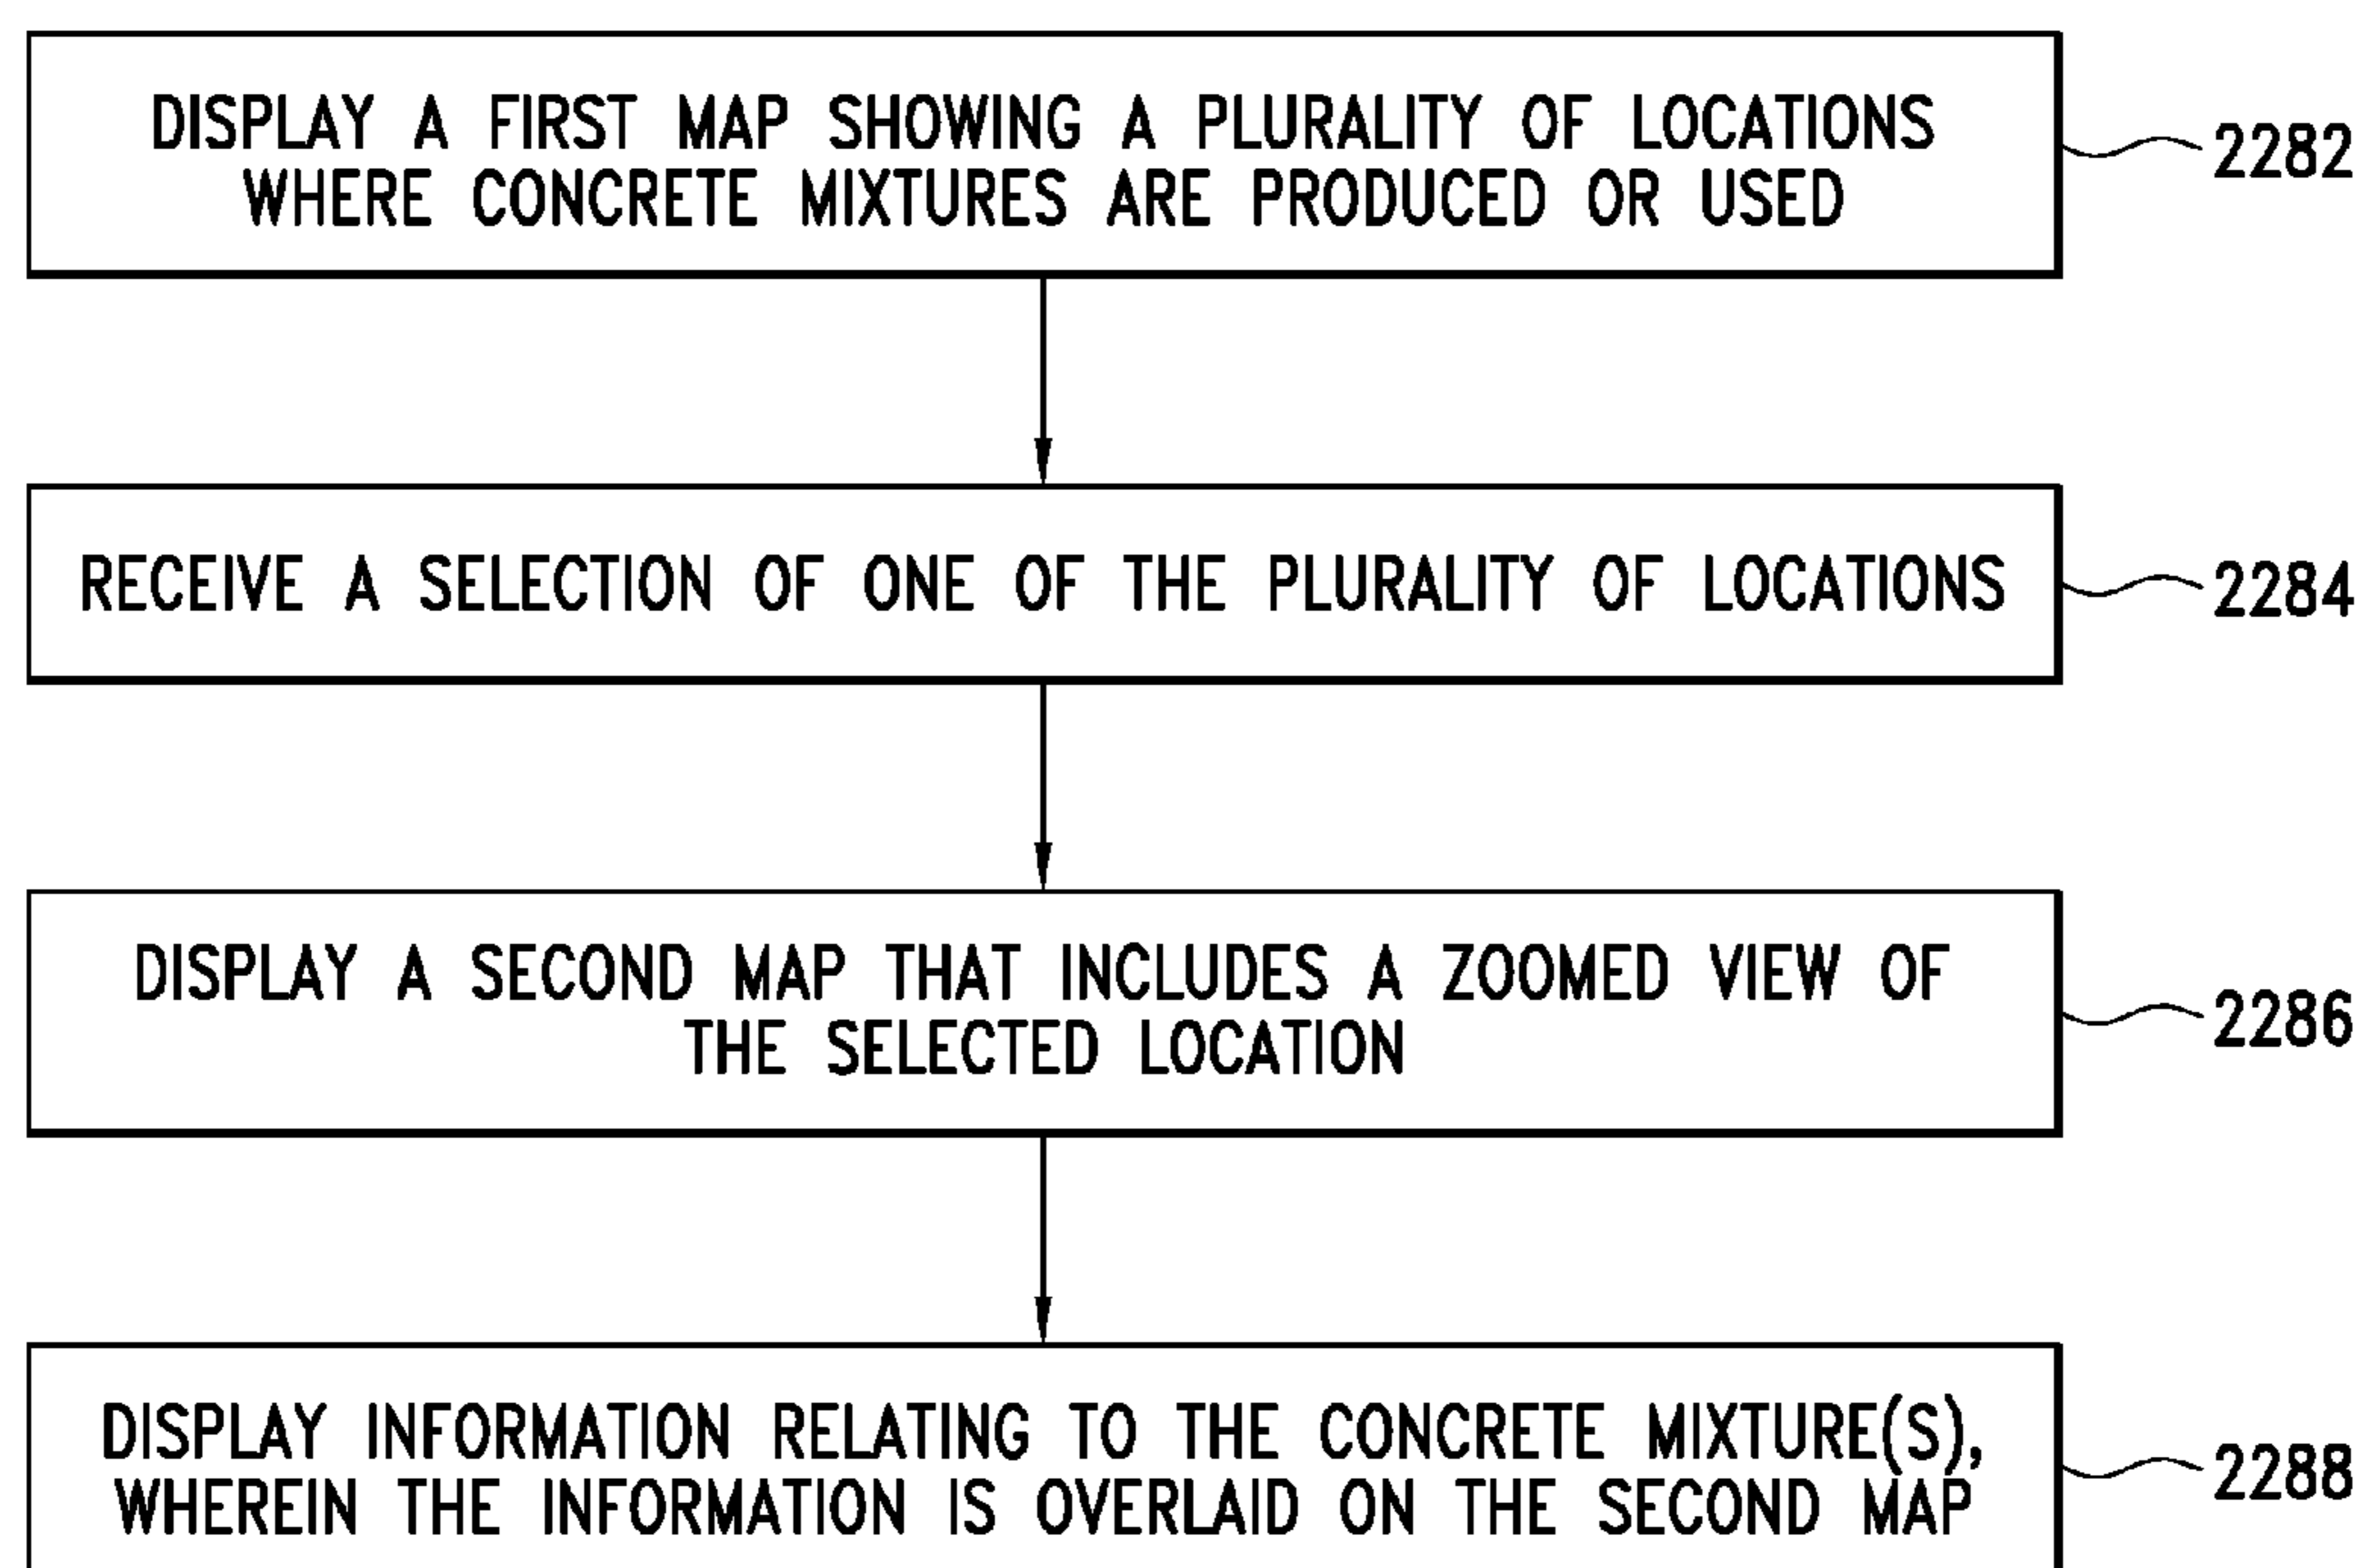 DISPLAY A FIRST MAP SHOWING A PLURALITY OF LOCATIONS
WHERE CONCRETE MIXTURES ARE PRODUCED OR USED
2282
RECEIVE A SELECTION OF ONE OF THE PLURALITY OF LOCATIONS
2284
DISPLAY A SECOND MAP THAT INCLUDES A ZOOMED VIEW OF
THE SELECTED LOCATION
2286
DISPLAY INFORMATION RELATING TO THE CONCRETE MIXTURE(S),
WHEREIN THE INFORMATION IS OVERLAID ON THE SECOND MAP
2288